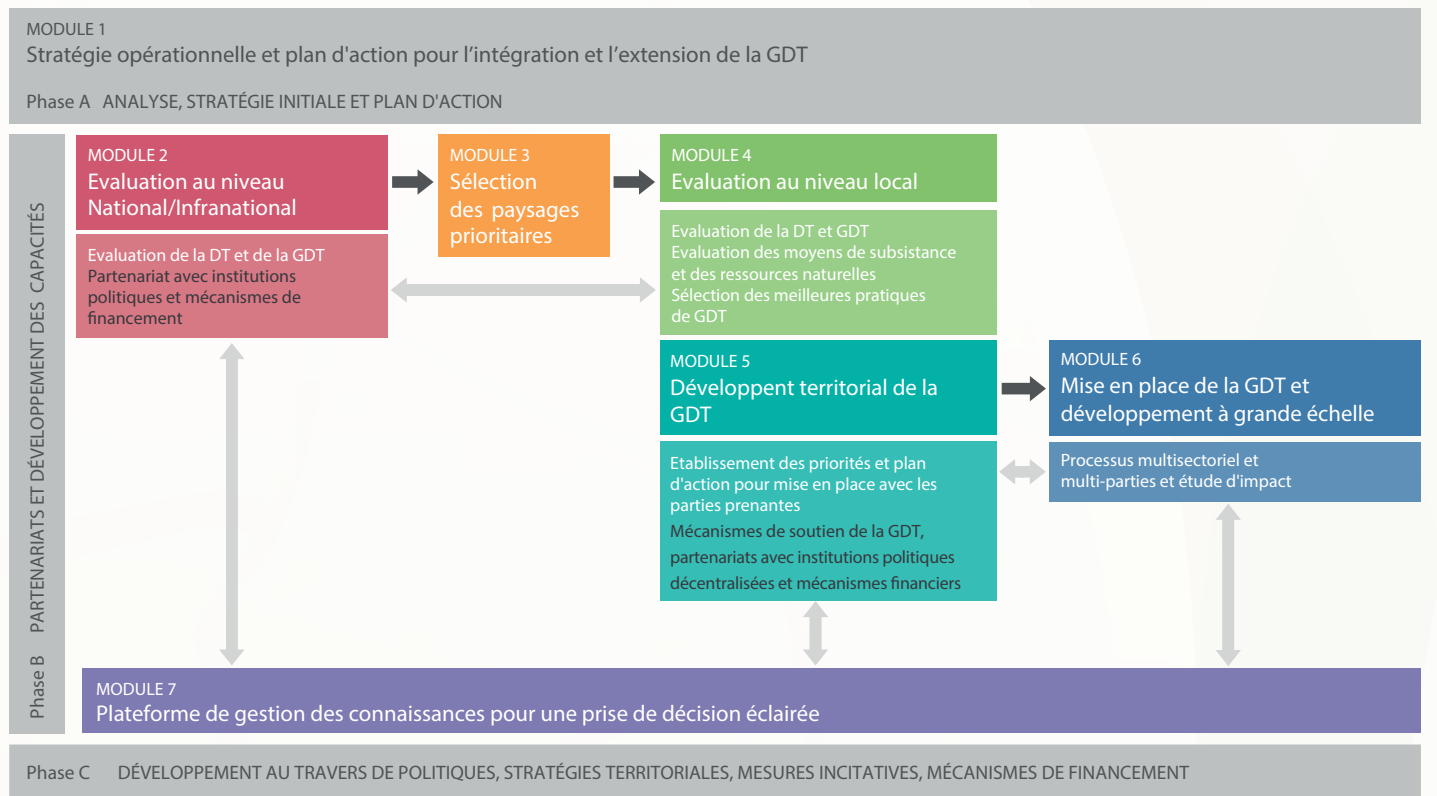 MODULE 1
Stratégie opérationnelle et plan d'action pour l'intégration et l'extension de la GDT
Phase A ANALYSE, STRATÉGIE INITIALE ET PLAN D'ACTION
Phase B PARTENARIATS ET DÉVELOPPEMENT DES CAPACITÉS
MODULE 2
Evaluation au niveau
National/Infranational
Evaluation de la DT et de la GDT
Partenariat avec institutions
politiques et mécanismes de
financement
MODULE 3
Sélection
des paysages
prioritaires
MODULE 4
Evaluation au niveau local
Evaluation de la DT et GDT
Evaluation des moyens de subsistance
et des ressources naturelles
Sélection des meilleures pratiques
de GDT
MODULE 5
Développent territorial de la
GDT
Etablissement des priorités et plan
d'action pour mise en place avec les
parties prenantes
Mécanismes de soutien de la GDT,
partenariats avec institutions politiques
décentralisées et mécanismes financiers
MODULE 6
Mise en place de la GDT et
développement à grande échelle
Processus multisectoriel et
multi-parties et étude d'impact
MODULE 7
Plateforme de gestion des connaissances pour une prise de décision éclairée
Phase C DÉVELOPPEMENT AU TRAVERS DE POLITIQUES, STRATÉGIES TERRITORIALES, MESURES INCITATIVES, MÉCANISMES DE FINANCEMENT